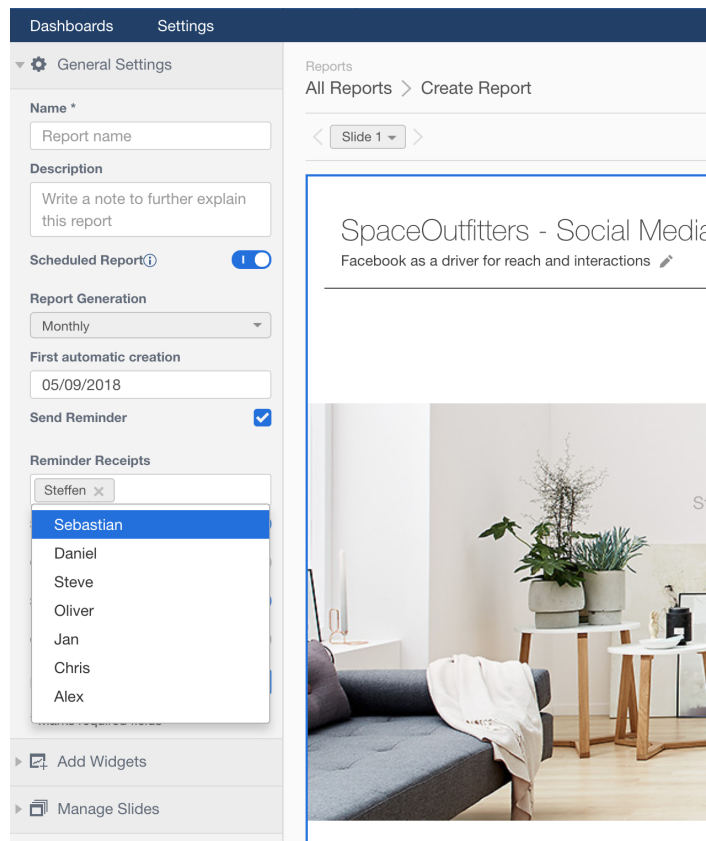 Dashboards Settings
General Settings
Name *
Report name
Description
Write a note to further explain
this report
Scheduled Report
Report Generation
Monthly
First automatic creation
05/09/2018
Send Reminder
Reminder Receipts
Steffen
Sebastian
Daniel
Steve
Oliver
Jan
Chris
Alex
Add Widgets
Manage Slides
Reports
All Reports > Create Report
Slide 1
SpaceOutfitters - Social Media
Facebook as a driver for reach and interactions